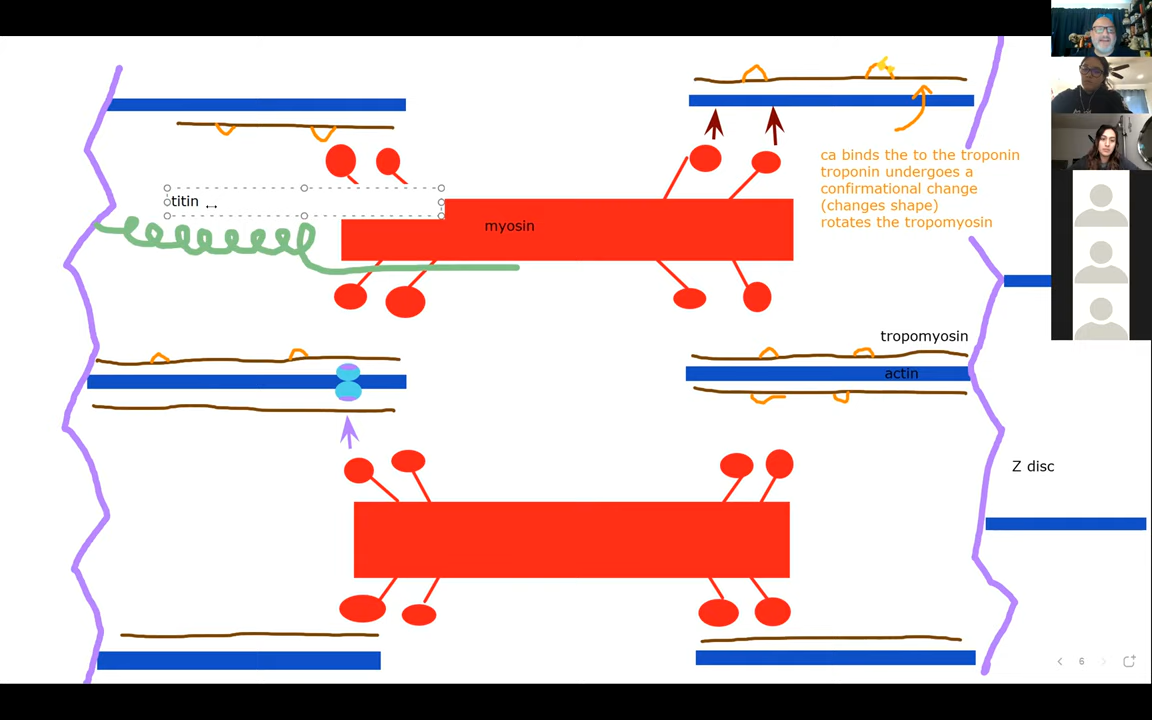 ca binds the to the troponin
troponin undergoes a
confirmational change
(changes shape)
rotates the tropomyosin
titin
myosin
tropomyosin
actin
Z disc
6